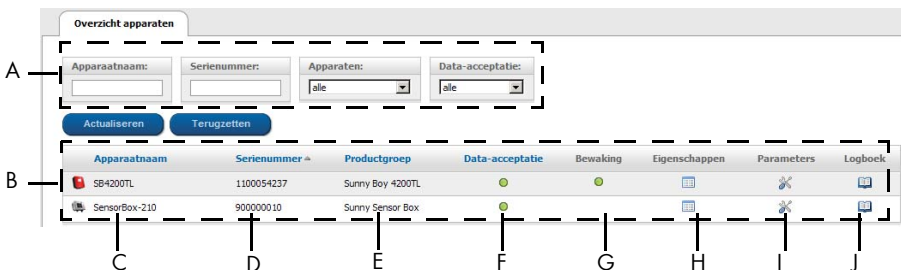 Overzicht apparaten
A
Apparaatnaam: Serienummer: Apparaten: Data-acceptatie:
alle alle
Actualiseren Terugzetten
Apparaatnaam Serienummer Productgroep Data-acceptatie Bewaking Eigenschappen Parameters Logboek
B
SB4200TL 1100054237 Sunny Boy 4200TL
SensorBox-210 900000010 Sunny Sensor Box
C D E F G H I J